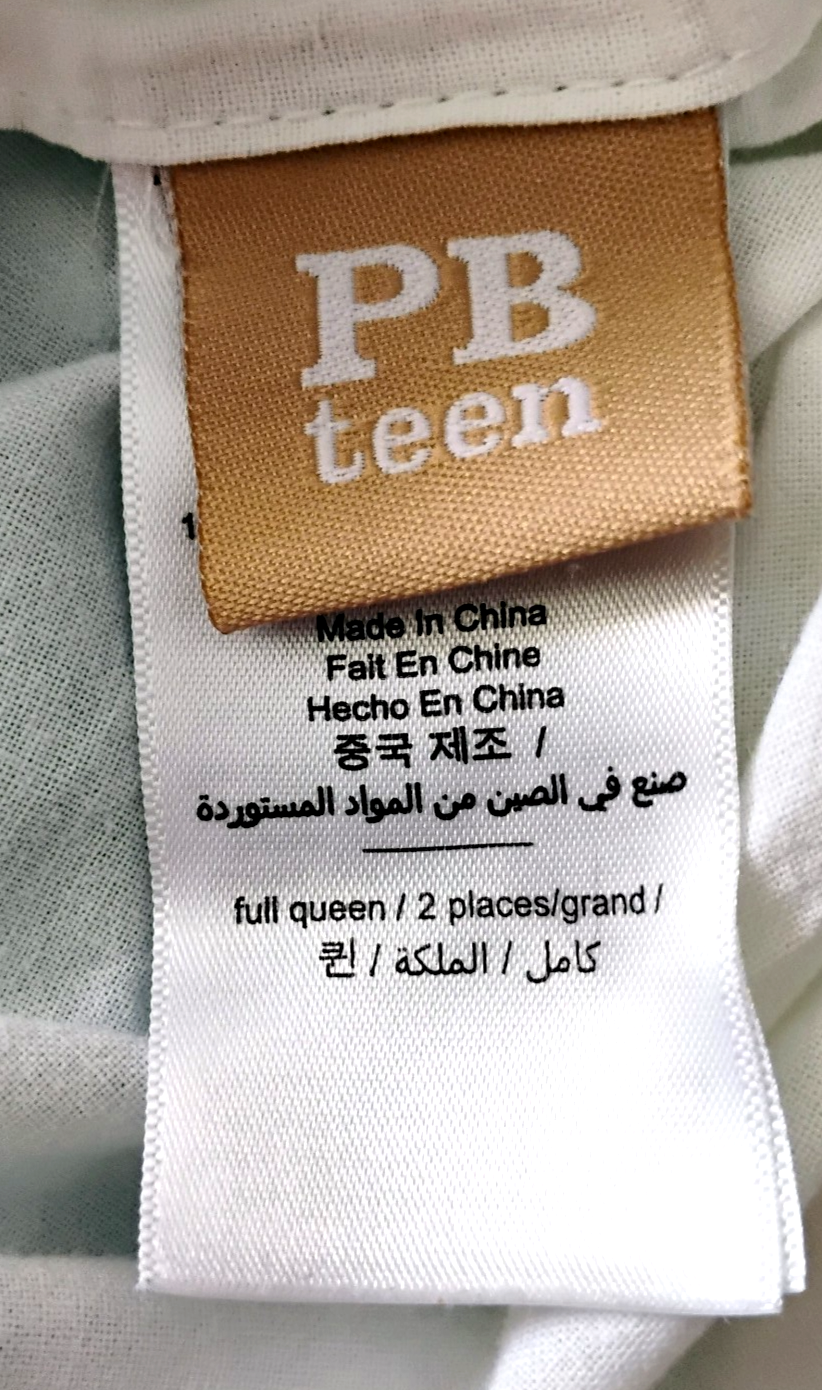 PB
teen
1
Made In China
Fait En Chine
Hecho En China
중국 제조 /
صنع في الصين من المواد المستوردة
full queen / 2 places/grand /
كامل / الملكة / 퀸